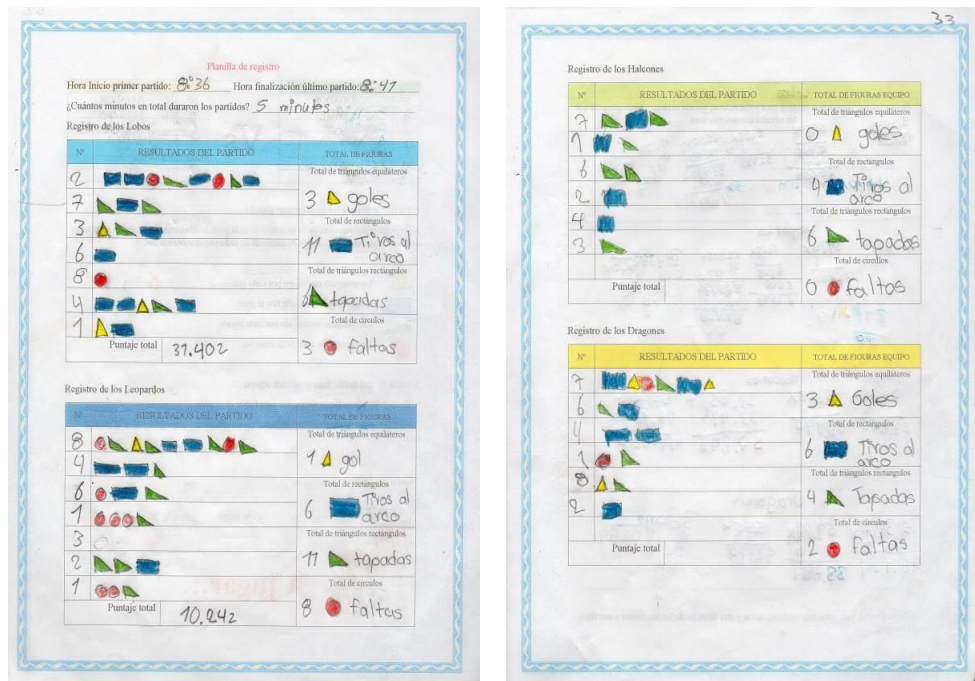 Planilla de registro
Hora Inicio primer partido: 8:36 Hora finalización último partido: 8:41
¿Cuántos minutos en total duraron los partidos? 5 minutos
Registro de los Lobos
Nº RESULTADOS DEL PARTIDO TOTAL DE FIGURAS
Total de triángulos equiláteros
2
3 goles
7
Total de rectángulos
3
11 Tiros al
arco
6
Total de triángulos rectángulos
8
tapadas
4
Total de círculos
1
3 faltas
Puntaje total 31.402
Registro de los Leopardos
Nº RESULTADOS DEL PARTIDO TOTAL DE FIGURAS
Total de triángulos equiláteros
8
1 gol
4
Total de rectángulos
6
6 Tiros al
arco
1
Total de triángulos rectángulos
3
11 tapadas
2
Total de círculos
1
8 faltas
Puntaje total 10.242
33
Registro de los Halcones
Nº RESULTADOS DEL PARTIDO TOTAL DE FIGURAS EQUIPO
Total de triángulos equiláteros
7
0 goles
1
Total de rectángulos
6
4 Tiros al
arco
2
Total de triángulos rectángulos
4
6 tapadas
3
Total de círculos
0 faltas
Puntaje total
Registro de los Dragones
Nº RESULTADOS DEL PARTIDO TOTAL DE FIGURAS EQUIPO
Total de triángulos equiláteros
7
3 Goles
6
Total de rectángulos
4
6 Tiros al
arco
1
Total de triángulos rectángulos
8
4 Tapadas
2
Total de círculos
2 faltas
Puntaje total